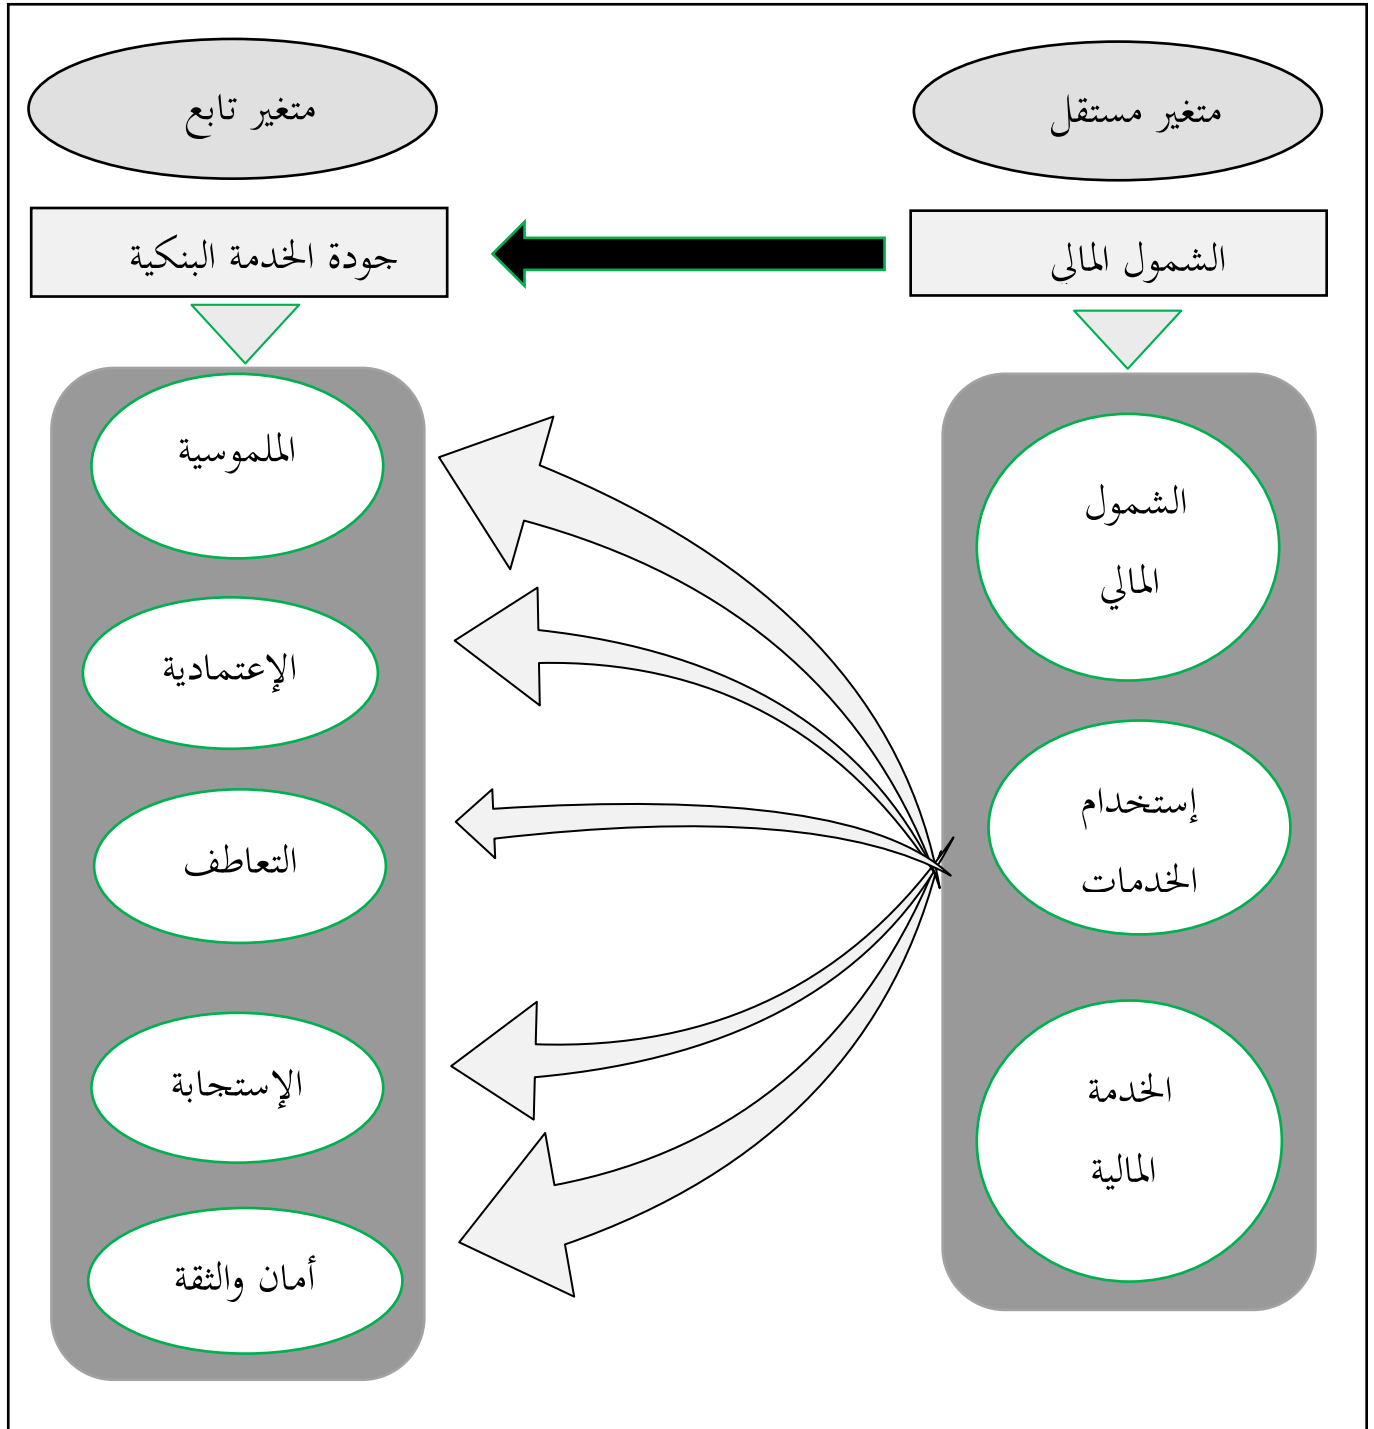 متغير مستقل
متغير تابع
الشمول المالى
جودة الخدمة البنكية
الشمول
المالي
إستخدام
الخدمات
الخدمة
المالية
الملموسية
الإعتمادية
التعاطف
الإستجابة
أمان والثقة